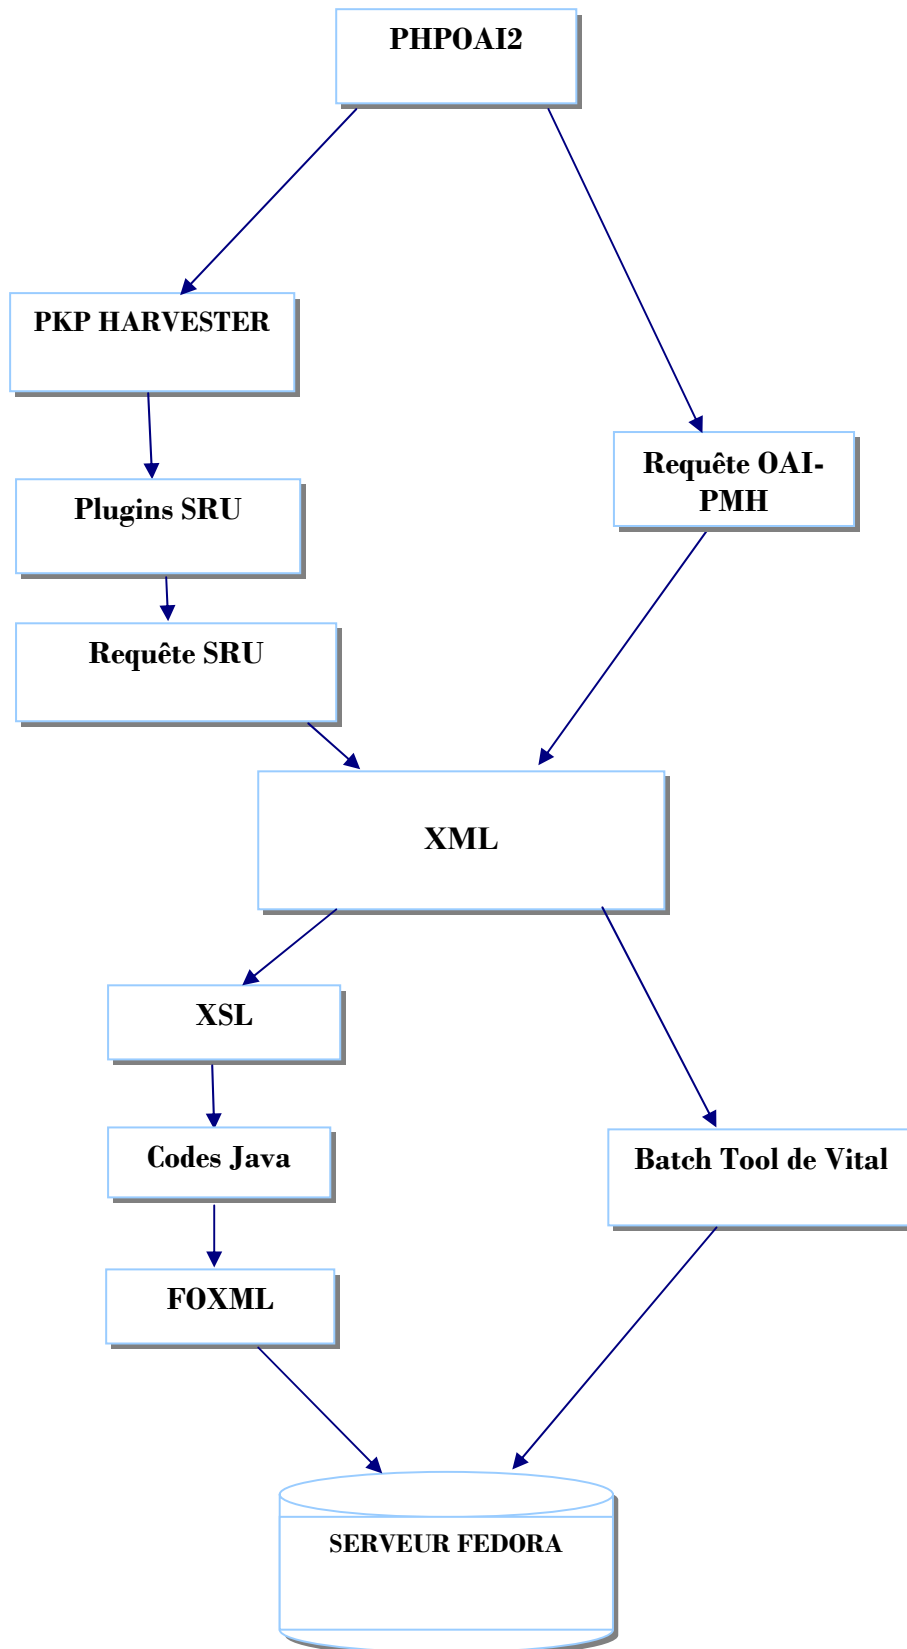 PHPOAI2
PKP HARVESTER
Requête OAI-
PMH
Plugins SRU
Requête SRU
XML
XSL
Codes Java
Batch Tool de Vital
FOXML
SERVEUR FEDORA